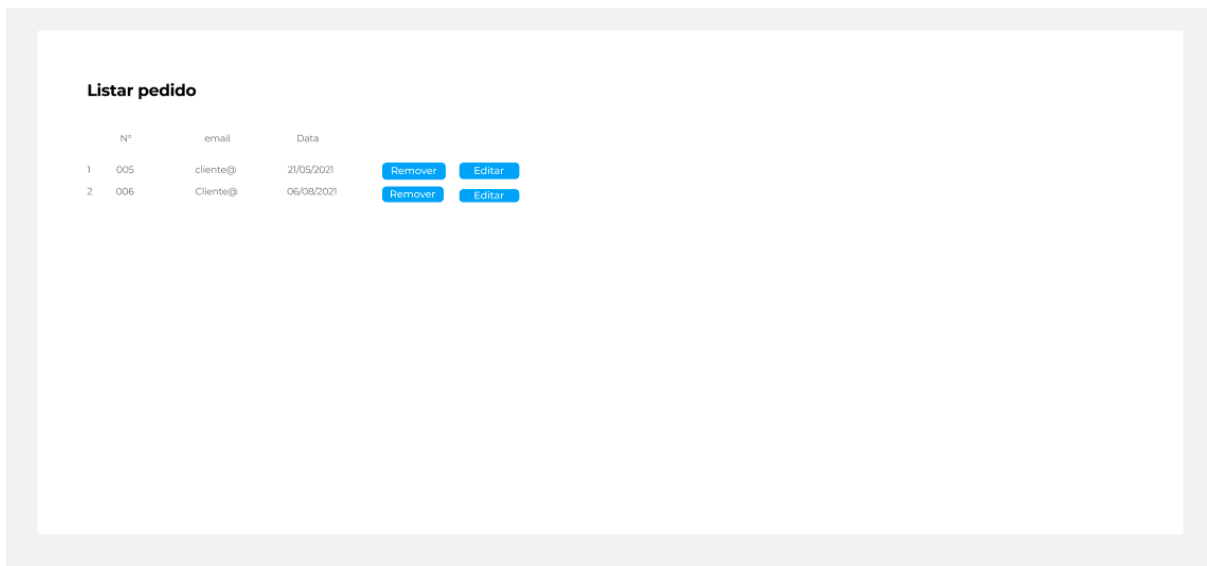 Listar pedido
N° email Data
1 005 cliente@ 21/05/2021 Remover Editar
2 006 Cliente@ 06/08/2021 Remover Editar